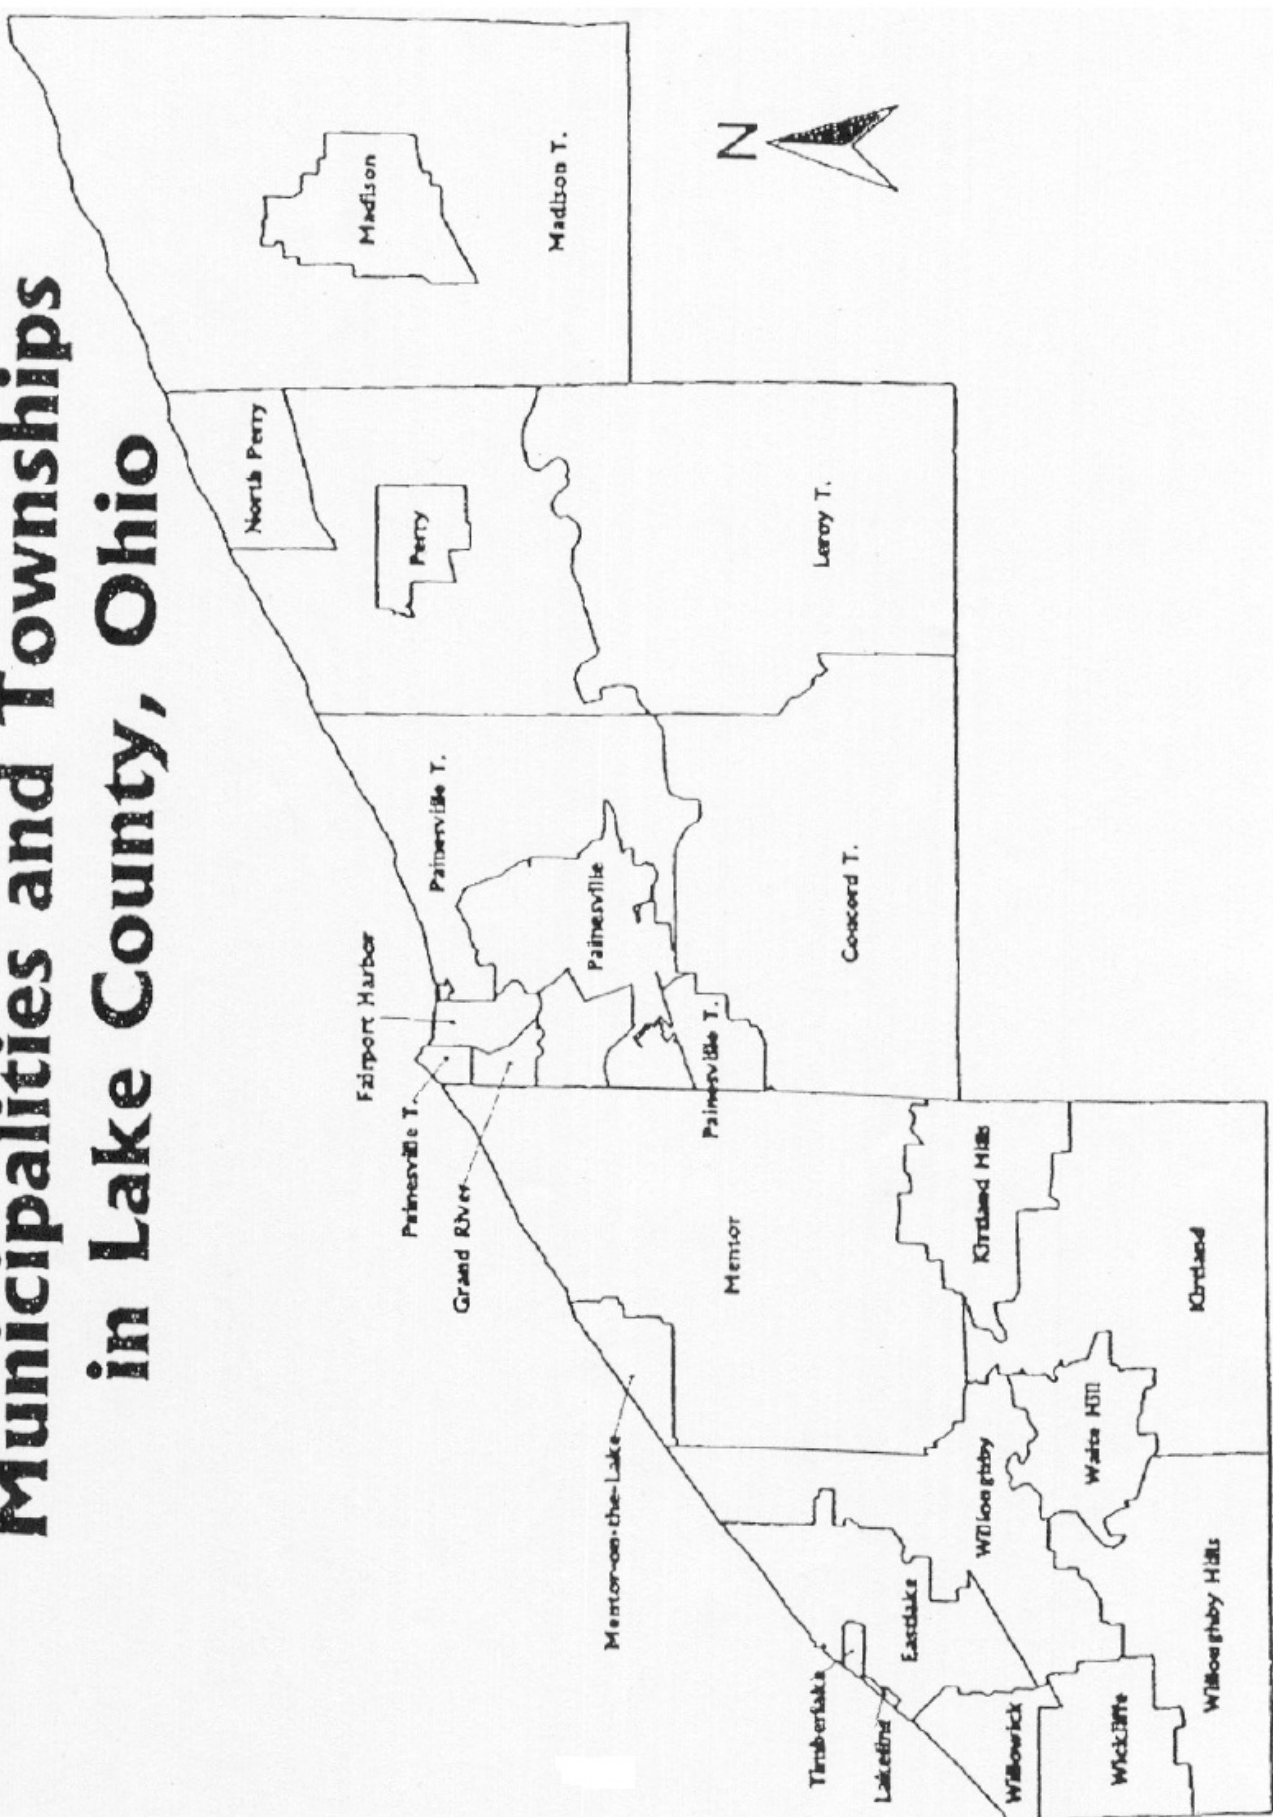 Municipalities and Townships
in Lake County, Ohio
N
Madison
Madison T.
North Perry
Perry
Leroy T.
Painesville T.
Painesville
Concord T.
Fairport Harbor
Painesville T.
Grand River
Painesville T.
Mentor
Kirtland Hills
Kirtland
Mentor-on-the-Lake
Waite Hill
Willoughby
Eastlake
Willoughby Hills
Timberlake
Lakeline
Willowick
Wickliffe